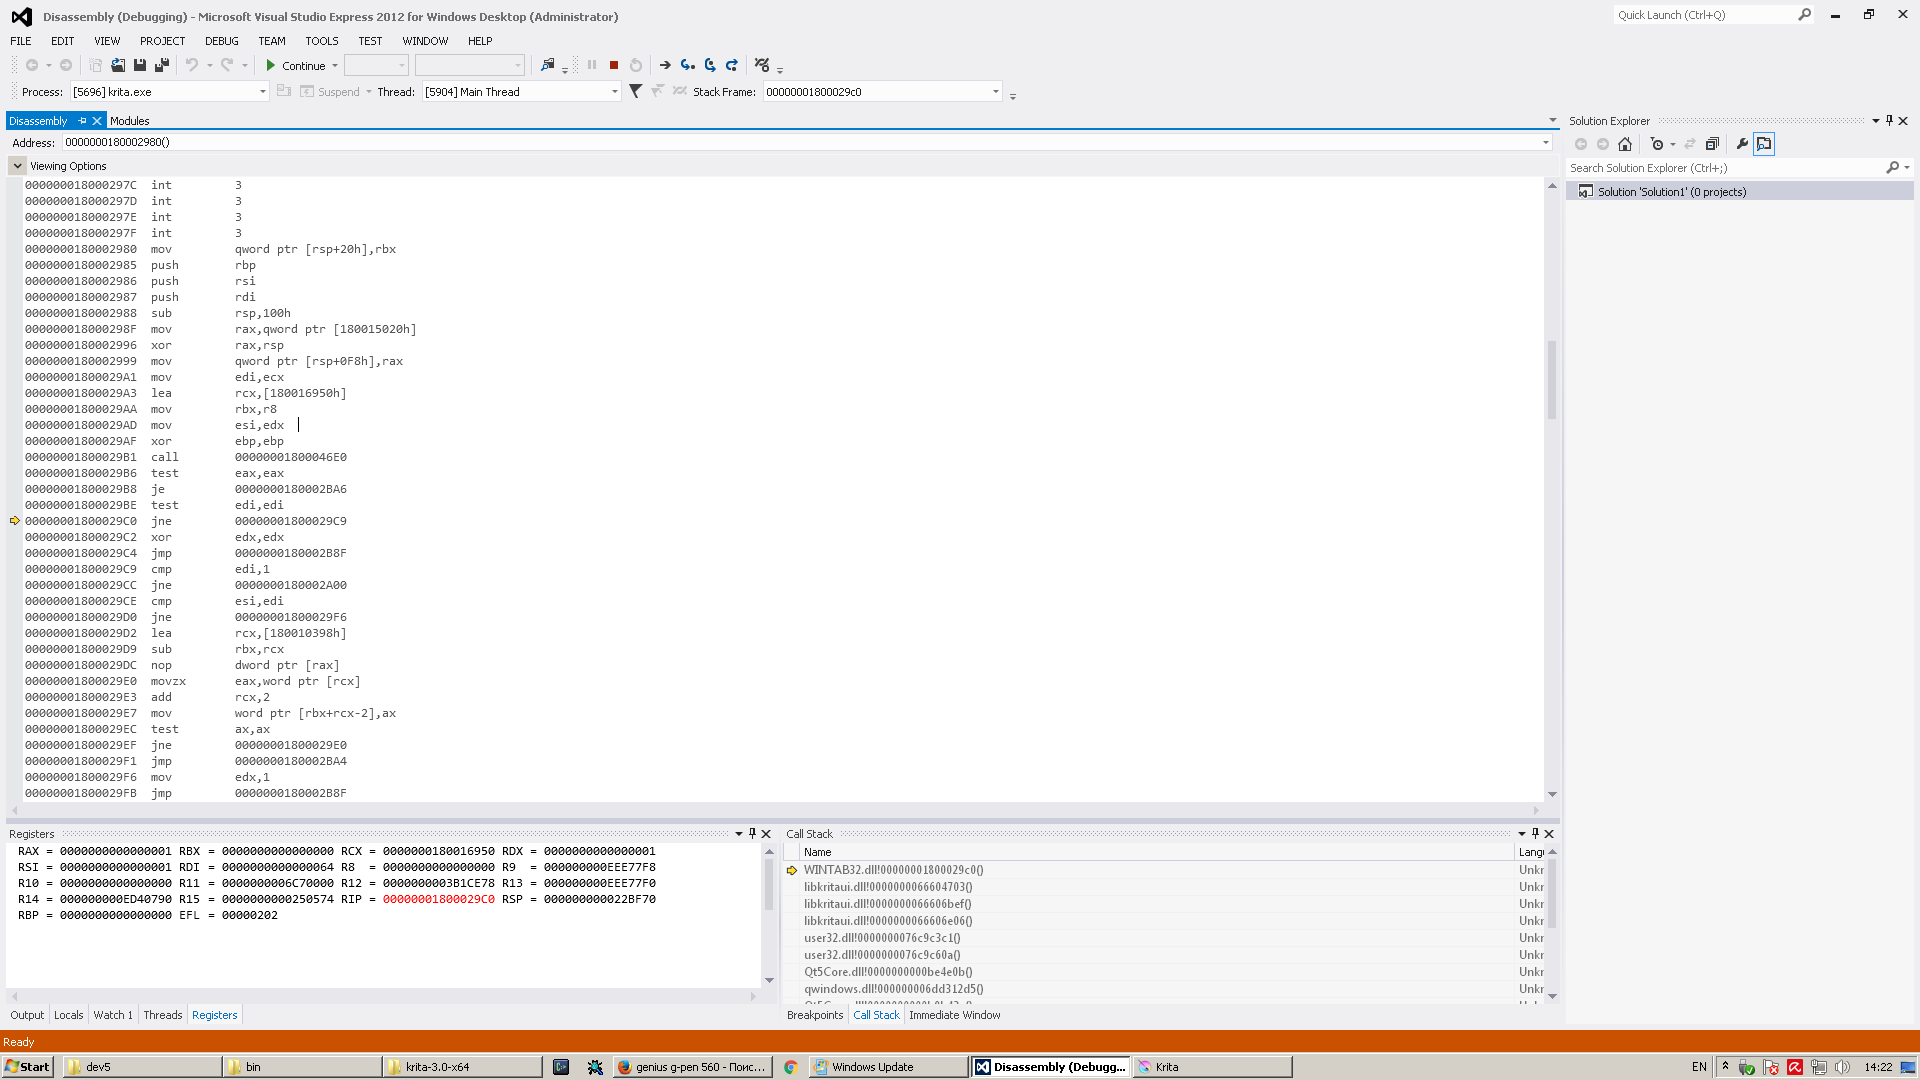 Disassembly (Debugging) - Microsoft Visual Studio Express 2012 for Windows Desktop (Administrator)
Quick Launch (Ctrl+Q)
FILE EDIT VIEW PROJECT DEBUG TEAM TOOLS TEST WINDOW HELP
Continue
Process: [5696] krita.exe Suspend Thread: [5904] Main Thread Stack Frame: 00000001800029c0
Disassembly Modules
Address: 0000000180002980()
Viewing Options
000000018000297C int 3
000000018000297D int 3
000000018000297E int 3
000000018000297F int 3
0000000180002980 mov qword ptr [rsp+20h],rbx
0000000180002985 push rbp
0000000180002986 push rsi
0000000180002987 push rdi
0000000180002988 sub rsp,100h
000000018000298F mov rax,qword ptr [180015020h]
0000000180002996 xor rax,rsp
0000000180002999 mov qword ptr [rsp+0F8h],rax
00000001800029A1 mov edi,ecx
00000001800029A3 lea rcx,[180016950h]
00000001800029AA mov rbx,r8
00000001800029AD mov esi,edx
00000001800029AF xor ebp,ebp
00000001800029B1 call 00000001800046E0
00000001800029B6 test eax,eax
00000001800029B8 je 0000000180002BA6
00000001800029BE test edi,edi
00000001800029C0 jne 00000001800029C9
00000001800029C2 xor edx,edx
00000001800029C4 jmp 0000000180002B8F
00000001800029C9 cmp edi,1
00000001800029CC jne 0000000180002A00
00000001800029CE cmp esi,edi
00000001800029D0 jne 00000001800029F6
00000001800029D2 lea rcx,[180010398h]
00000001800029D9 sub rbx,rcx
00000001800029DC nop dword ptr [rax]
00000001800029E0 movzx eax,word ptr [rcx]
00000001800029E3 add rcx,2
00000001800029E7 mov word ptr [rbx+rcx-2],ax
00000001800029EC test ax,ax
00000001800029EF jne 00000001800029E0
00000001800029F1 jmp 0000000180002BA4
00000001800029F6 mov edx,1
00000001800029FB jmp 0000000180002B8F
Solution Explorer
Search Solution Explorer (Ctrl+;)
Solution 'Solution1' (0 projects)
Registers
RAX = 0000000000000001 RBX = 0000000000000000 RCX = 0000000180016950 RDX = 0000000000000001
RSI = 0000000000000001 RDI = 0000000000000064 R8 = 0000000000000000 R9 = 000000000EEE77F8
R10 = 0000000000000000 R11 = 0000000006C70000 R12 = 0000000003B1CE78 R13 = 000000000EEE77F0
R14 = 000000000ED40790 R15 = 0000000000250574 RIP = 00000001800029C0 RSP = 000000000022BF70
RBP = 0000000000000000 EFL = 00000202
Output Locals Watch 1 Threads Registers
Call Stack
Name Langu
WINTAB32.dll!00000001800029c0() Unkr
libkritaui.dll!0000000066604703() Unkr
libkritaui.dll!0000000066606bef() Unkr
libkritaui.dll!0000000066606e06() Unkr
user32.dll!0000000076c9c3c1() Unkr
user32.dll!0000000076c9c60a() Unkr
Qt5Core.dll!0000000000be4e0b() Unkr
qwindows.dll!000000006dd312d5() Unkr
Breakpoints Call Stack Immediate Window
Ready
Start dev5 bin krita-3.0-x64 genius g-pen 560 - Поис... Windows Update Disassembly (Debugg... Krita EN 14:22